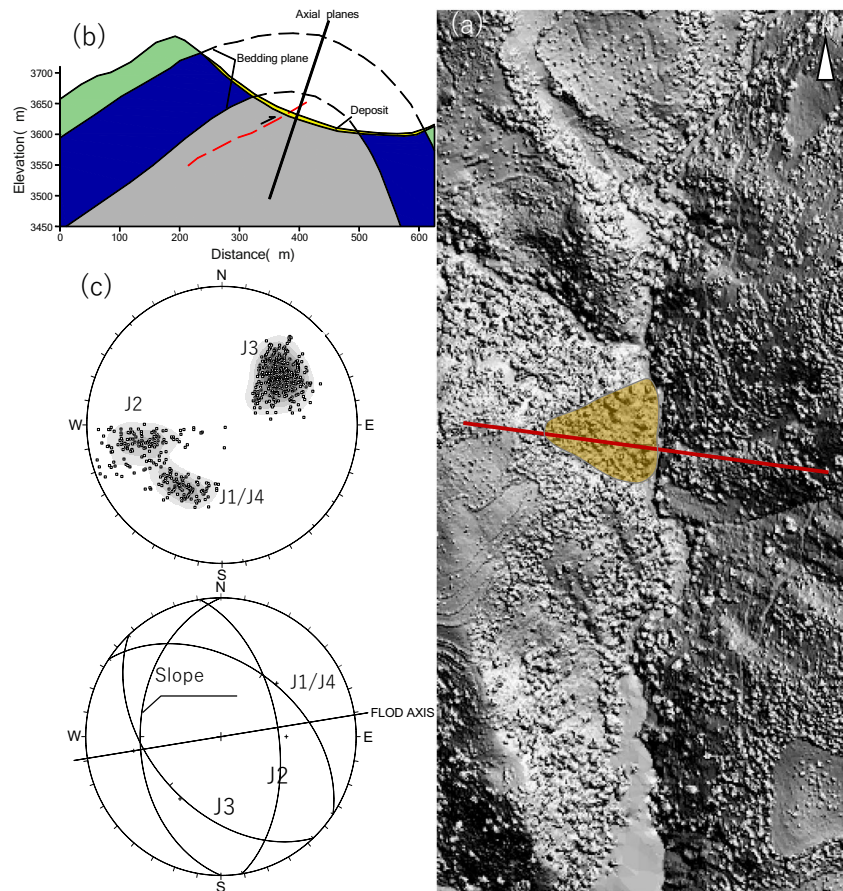 (a)
(b)
Axial planes
Bedding plane
Deposit
Elevation( m)
3700
3650
3600
3550
3500
3450
0
100
200
300
400
500
600
Distance( m)
(c)
N
J3
J2
W
E
J1/J4
S
N
Slope
J1/J4
FLOD AXIS
W
E
J2
J3
S